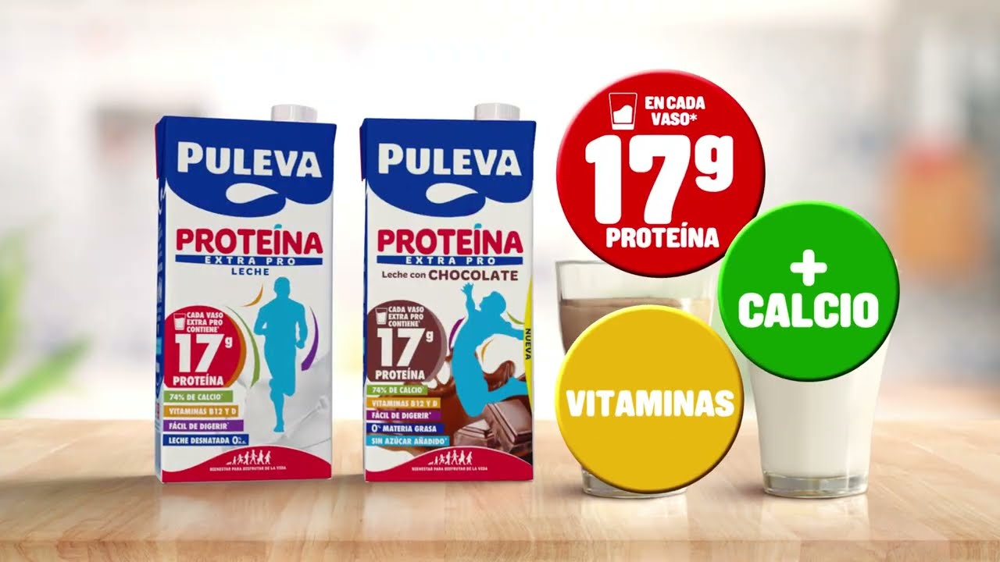 PULEVA
PROTEÍNA
EXTRA PRO
LECHE
CADA VASO
EXTRA PRO
CONTIENE*
17g
PROTEÍNA
74% DE CALCIO*
VITAMINAS B12 Y D
FÁCIL DE DIGERIR*
LECHE DESNATADA 0%
BIENESTAR PARA DISFRUTAR DE LA VIDA
PULEVA
PROTEÍNA
EXTRA PRO
Leche con CHOCOLATE
CADA VASO
EXTRA PRO
CONTIENE*
17g
PROTEÍNA
NUEVA
74% DE CALCIO*
VITAMINAS B12 Y D
FÁCIL DE DIGERIR*
0% MATERIA GRASA
SIN AZÚCAR AÑADIDO*
BIENESTAR PARA DISFRUTAR DE LA VIDA
EN CADA
VASO*
17g
PROTEÍNA
+
CALCIO
VITAMINAS